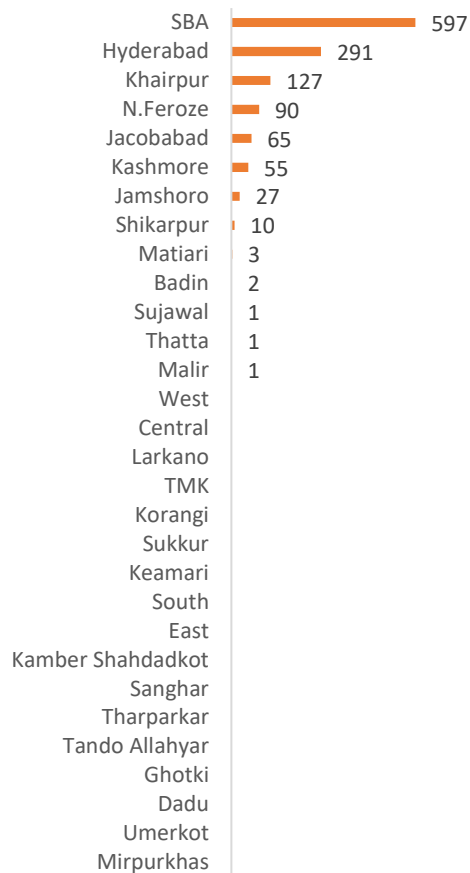 SBA 597
Hyderabad 291
Khairpur 127
N.Feroze 90
Jacobabad 65
Kashmore 55
Jamshoro 27
Shikarpur 10
Matiari 3
Badin 2
Sujawal 1
Thatta 1
Malir 1
West
Central
Larkano
TMK
Korangi
Sukkur
Keamari
South
East
Kamber Shahdadkot
Sanghar
Tharparkar
Tando Allahyar
Ghotki
Dadu
Umerkot
Mirpurkhas